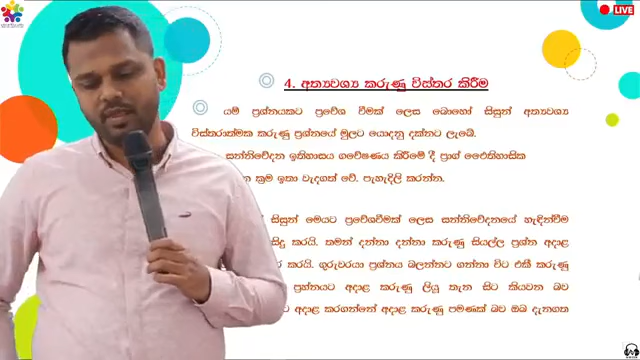 LIVE
4. අත්‍යවශ්‍ය කරුණු විස්තර කිරීම
යම් ප්‍රශ්නයකට ප්‍රවේශ වීමක් ලෙස බොහෝ සිසුන් අත්‍යවශ්‍ය
විස්තරාත්මක කරුණු ප්‍රශ්නයේ මුලට යොදනු දක්නට ලැබේ.
සන්නිවේදන ඉතිහාසය ගවේෂණය කිරීමේ දී ප්‍රාග් ඓතිහාසික
න ක්‍රම ඉතා වැදගත් වේ. පැහැදිලි කරන්න.
සිසුන් මෙයට ප්‍රවේශවීමක් ලෙස සන්නිවේදනයේ හැඳින්වීම
සිදු කරයි. තමන් දන්නා දන්නා කරුණු සියල්ල ප්‍රශ්න අදාළ
ර කරයි. ගුරුවරයා ප්‍රශ්නය බලන්නට ගන්නා විට එකී කරුණු
ප්‍රශ්නයට අදාළ කරුණු ලියූ තැන සිට කියවන බව
ට අදාළ කරගන්නේ අදාළ කරුණු පමණක් බව ඔබ දැනගත